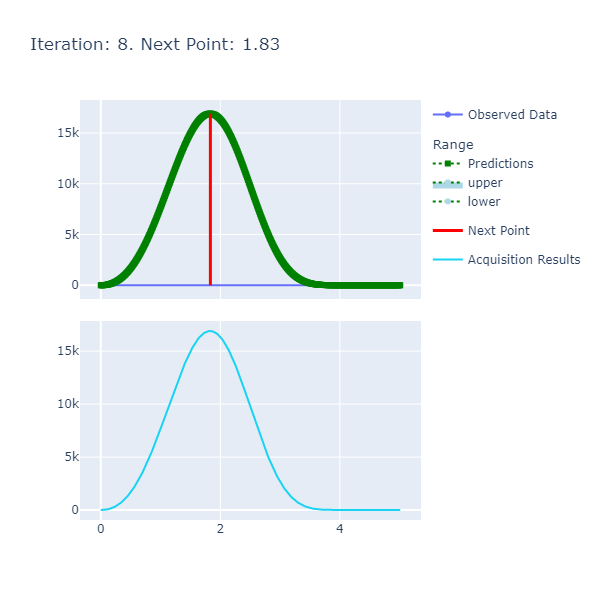 Iteration: 8. Next Point: 1.83
15k
10k
5k
0
Observed Data
Range
Predictions
upper
lower
Next Point
Acquisition Results
15k
10k
5k
0
0 2 4